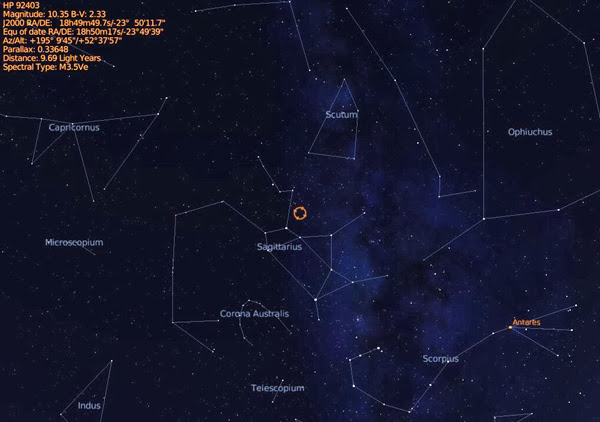 HP 92403
Magnitude: 10.35 B-V: 2.33
J2000 RA/DE: 18h49m49.7s/-23° 50'11.7"
Equ of date RA/DE: 18h50m17s/-23°49'39"
Az/Alt: +195° 9'45"/+52°37'57"
Parallax: 0.33648
Distance: 9.69 Light Years
Spectral Type: M3.5Ve
Scutum
Capricornus
Ophiuchus
Microscopium
Sagittarius
Corona Australis
Antares
Scorpius
Telescopium
Indus